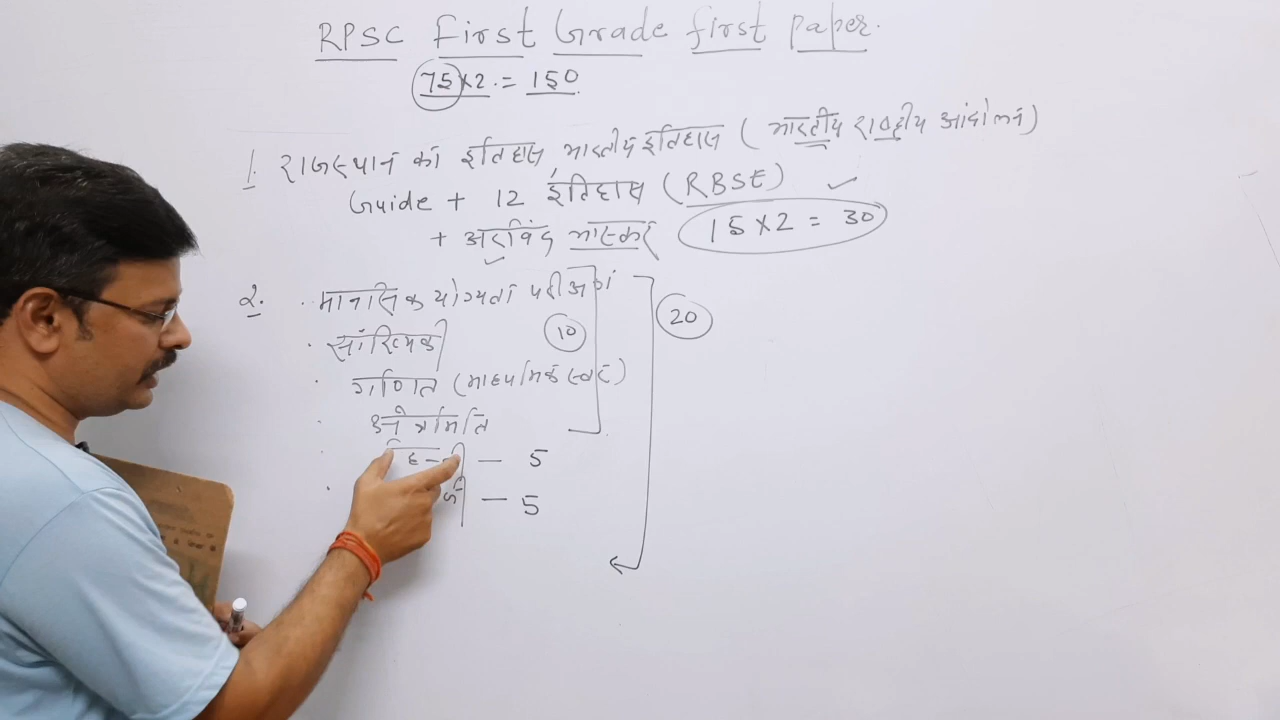 RPSC First Grade first paper.
75×2 = 150
1. राजस्थान का इतिहास, भारतीय इतिहास ( भारतीय राष्ट्रीय आंदोलन )
Guide + 12 इतिहास ( RBSE ) ✓
+ अरविंद भास्कर 15 × 2 = 30
2. मानसिक योग्यता परीक्षण
सांख्यिकी 10 20
गणित ( माध्यमिक स्तर )
हिन्दी — 5
— 5